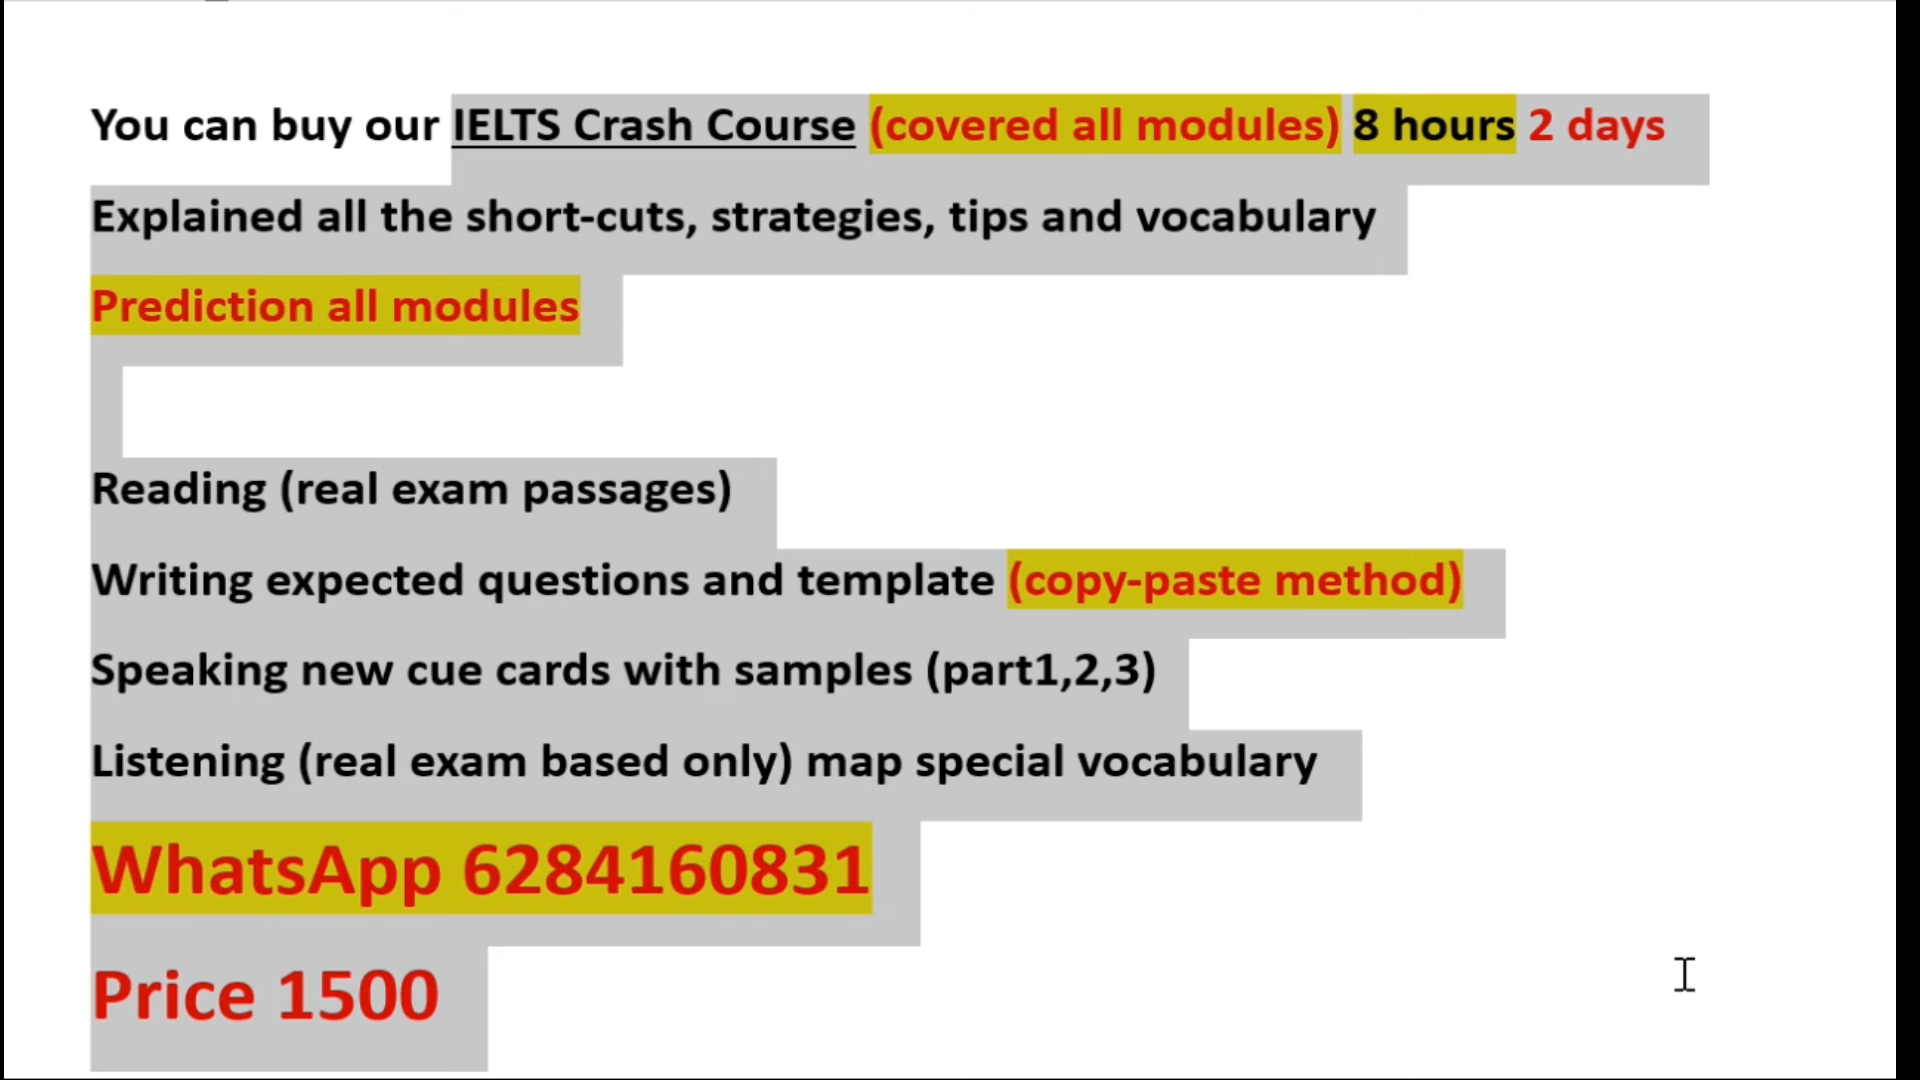 You can buy our IELTS Crash Course (covered all modules) 8 hours 2 days
Explained all the short-cuts, strategies, tips and vocabulary
Prediction all modules
Reading (real exam passages)
Writing expected questions and template (copy-paste method)
Speaking new cue cards with samples (part1,2,3)
Listening (real exam based only) map special vocabulary
WhatsApp 6284160831
Price 1500